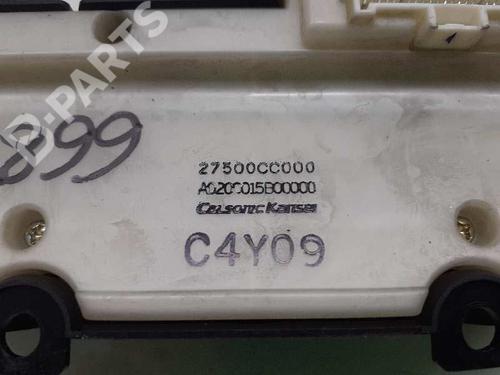 B-PARTS
899
27500CC000
A020C015B00000
Calsonic Kansei
C4Y09